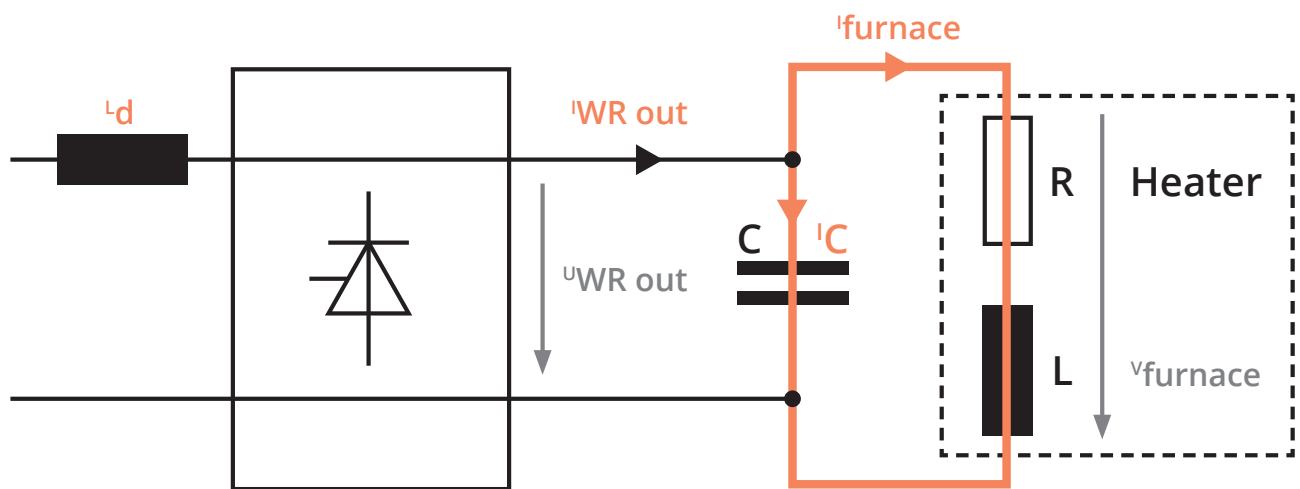 Ifurnace
Ld
IWR out
R
Heater
C
IC
UWR out
L
Vfurnace